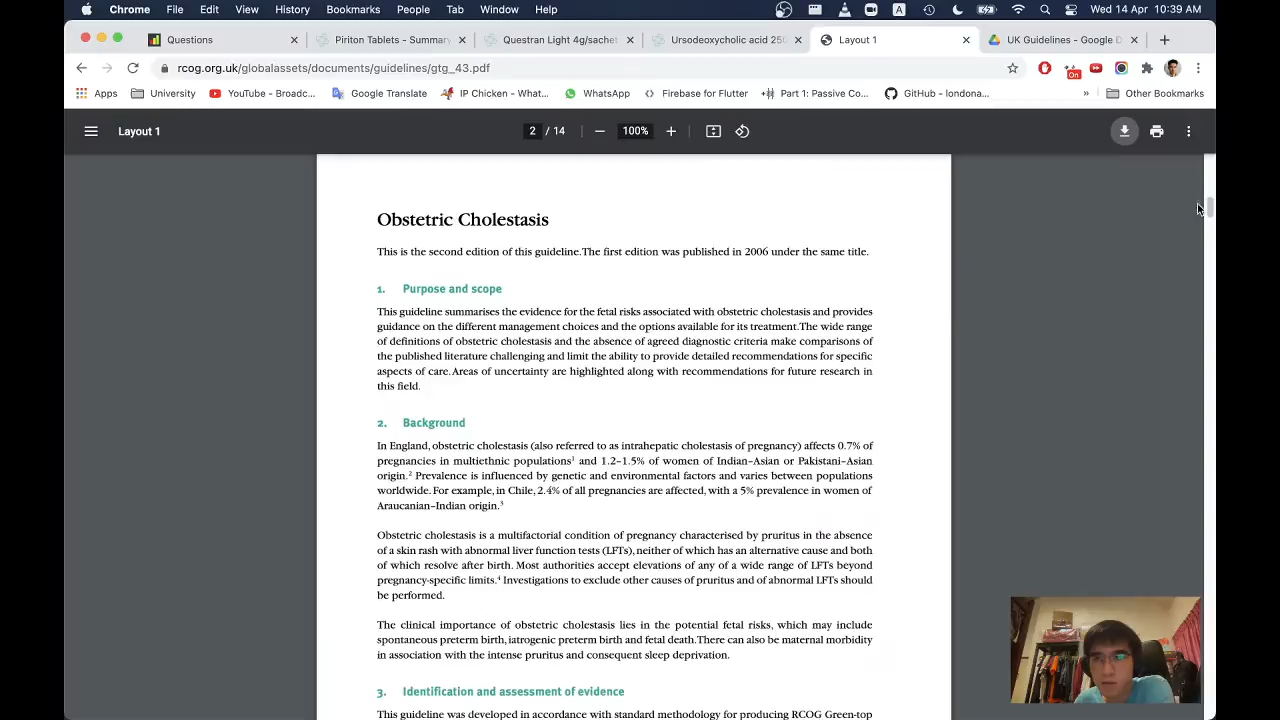 Chrome File Edit View History Bookmarks People Tab Window Help
A Wed 14 Apr 10:39 AM
Questions
Piriton Tablets - Summar
Questran Light 4g/sachet
Ursodeoxycholic acid 250
Layout 1
UK Guidelines - Google D
rcog.org.uk/globalassets/documents/guidelines/gtg_43.pdf
On
Apps University YouTube - Broadc... Google Translate IP Chicken - What... WhatsApp Firebase for Flutter Part 1: Passive Co... GitHub - londona... » Other Bookmarks
Layout 1
2 / 14 100%
Obstetric Cholestasis
This is the second edition of this guideline.The first edition was published in 2006 under the same title.
1. Purpose and scope
This guideline summarises the evidence for the fetal risks associated with obstetric cholestasis and provides
guidance on the different management choices and the options available for its treatment.The wide range
of definitions of obstetric cholestasis and the absence of agreed diagnostic criteria make comparisons of
the published literature challenging and limit the ability to provide detailed recommendations for specific
aspects of care. Areas of uncertainty are highlighted along with recommendations for future research in
this field.
2. Background
In England, obstetric cholestasis (also referred to as intrahepatic cholestasis of pregnancy) affects 0.7% of
pregnancies in multiethnic populations1 and 1.2–1.5% of women of Indian–Asian or Pakistani–Asian
origin.2 Prevalence is influenced by genetic and environmental factors and varies between populations
worldwide. For example, in Chile, 2.4% of all pregnancies are affected, with a 5% prevalence in women of
Araucanian–Indian origin.3
Obstetric cholestasis is a multifactorial condition of pregnancy characterised by pruritus in the absence
of a skin rash with abnormal liver function tests (LFTs), neither of which has an alternative cause and both
of which resolve after birth. Most authorities accept elevations of any of a wide range of LFTs beyond
pregnancy-specific limits.4 Investigations to exclude other causes of pruritus and of abnormal LFTs should
be performed.
The clinical importance of obstetric cholestasis lies in the potential fetal risks, which may include
spontaneous preterm birth, iatrogenic preterm birth and fetal death.There can also be maternal morbidity
in association with the intense pruritus and consequent sleep deprivation.
3. Identification and assessment of evidence
This guideline was developed in accordance with standard methodology for producing RCOG Green-top